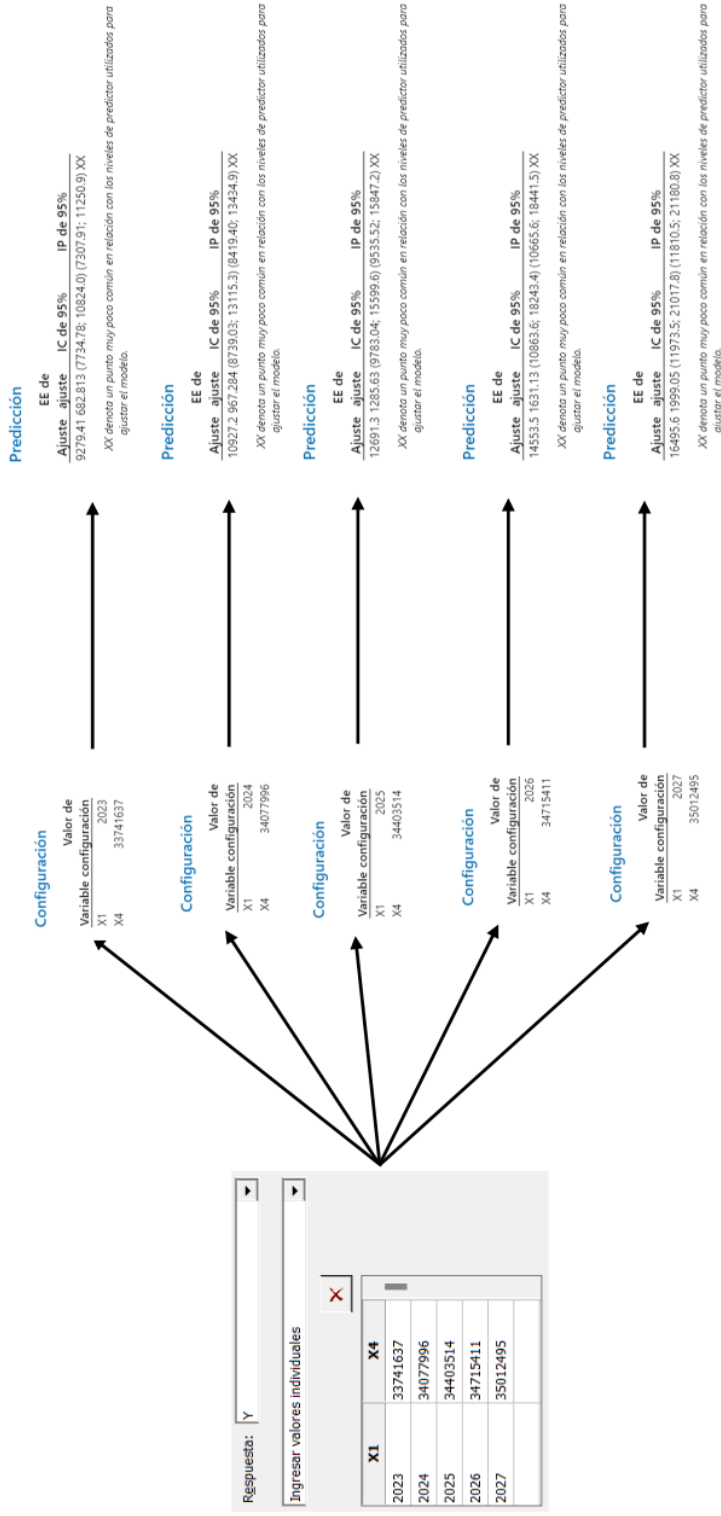 Respuesta: Y
Ingresar valores individuales
X1 X4
2023 33741637
2024 34077996
2025 34403514
2026 34715411
2027 35012495
Configuración
Valor de
Variable configuración
X1 2023
X4 33741637
Predicción
EE de
Ajuste ajuste IC de 95% IP de 95%
9279.41 682.813 (7734.78; 10824.0) (7307.91; 11250.9) XX
XX denota un punto muy poco común en relación con los niveles de predictor utilizados para
ajustar el modelo.
Configuración
Valor de
Variable configuración
X1 2024
X4 34077996
Predicción
EE de
Ajuste ajuste IC de 95% IP de 95%
10927.2 967.284 (8739.03; 13115.3) (8419.40; 13434.9) XX
XX denota un punto muy poco común en relación con los niveles de predictor utilizados para
ajustar el modelo.
Configuración
Valor de
Variable configuración
X1 2025
X4 34403514
Predicción
EE de
Ajuste ajuste IC de 95% IP de 95%
12691.3 1285.63 (9783.04; 15599.6) (9535.52; 15847.2) XX
XX denota un punto muy poco común en relación con los niveles de predictor utilizados para
ajustar el modelo.
Configuración
Valor de
Variable configuración
X1 2026
X4 34715411
Predicción
EE de
Ajuste ajuste IC de 95% IP de 95%
14553.5 1631.13 (10863.6; 18243.4) (10665.6; 18441.5) XX
XX denota un punto muy poco común en relación con los niveles de predictor utilizados para
ajustar el modelo.
Configuración
Valor de
Variable configuración
X1 2027
X4 35012495
Predicción
EE de
Ajuste ajuste IC de 95% IP de 95%
16495.6 1999.05 (11973.5; 21017.8) (11810.5; 21180.8) XX
XX denota un punto muy poco común en relación con los niveles de predictor utilizados para
ajustar el modelo.